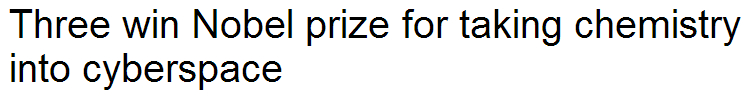 Three win Nobel prize for taking chemistry
into cyberspace